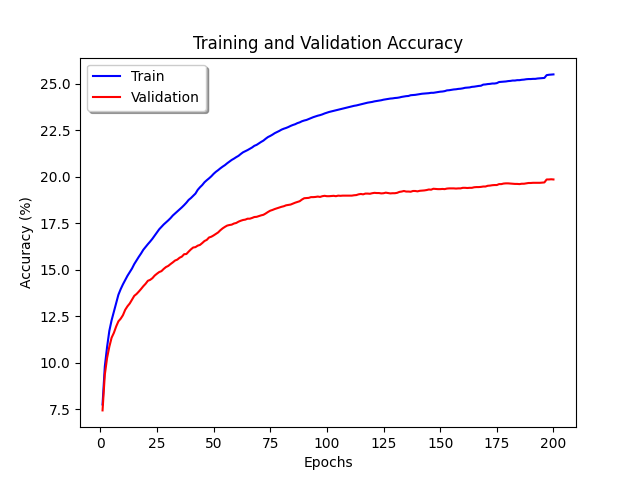 Training and Validation Accuracy
Train
Validation
25.0
22.5
20.0
17.5
15.0
12.5
10.0
7.5
Accuracy (%)
0 25 50 75 100 125 150 175 200
Epochs